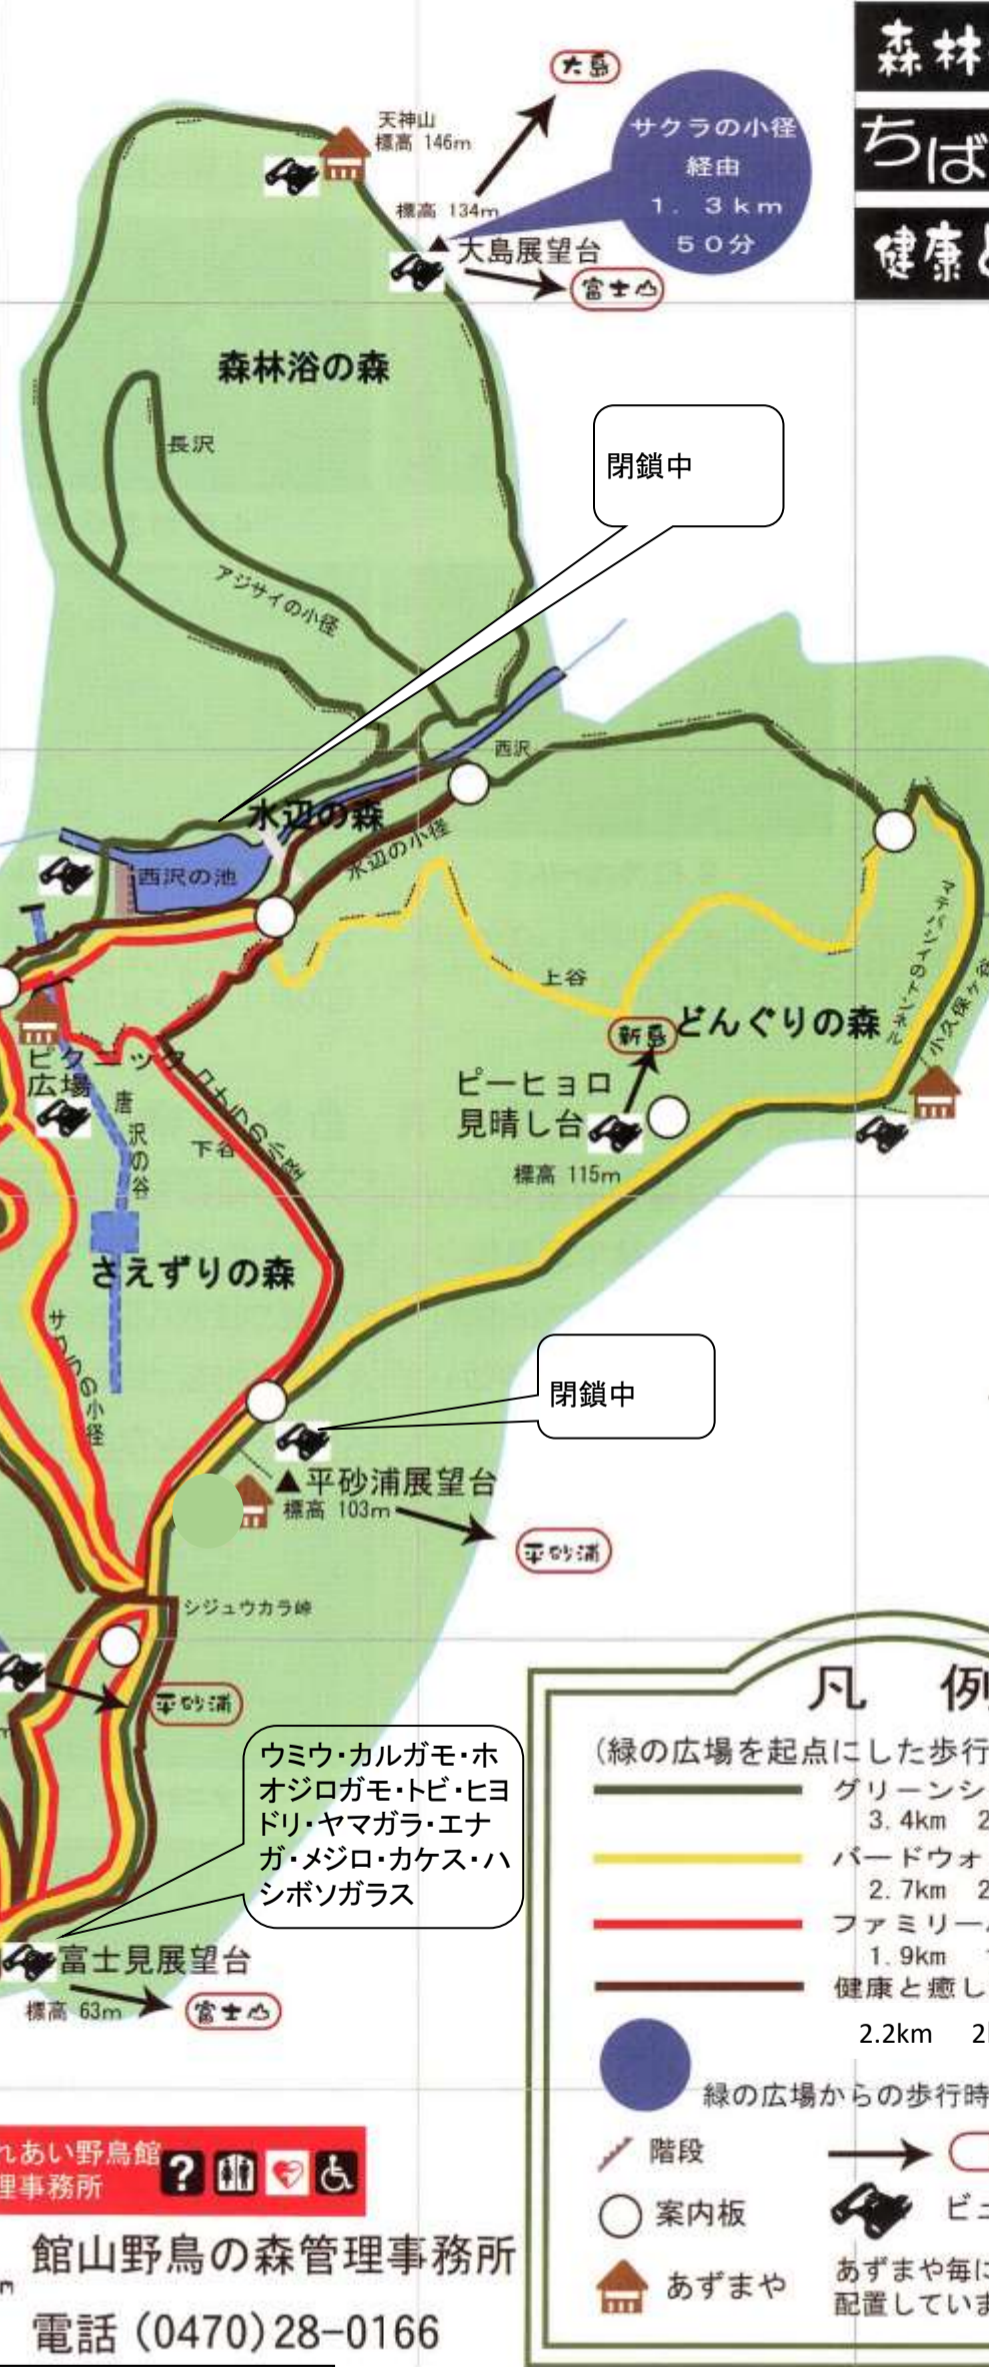 森林
ちば
健康と
大島
天神山
標高 146m
サクラの小径
経由
1.3km
50分
標高 134m
大島展望台
富士山
森林浴の森
閉鎖中
長沢
アジサイの小径
西沢
水辺の森
水辺の小径
西沢の池
上谷
マテバシイのトンネル
小久保ヶ谷
新島
どんぐりの森
ピクニック
広場
ピーヒョロ
見晴し台
標高 115m
唐沢の谷
下谷
さえずりの森
サクラの小径
閉鎖中
平砂浦展望台
標高 103m
平砂浦
シジュウカラ峠
平砂浦
ウミウ・カルガモ・ホ
オジロガモ・トビ・ヒヨ
ドリ・ヤマガラ・エナ
ガ・メジロ・カケス・ハ
シボソガラス
富士見展望台
標高 63m
富士山
凡 例
(緑の広場を起点にした歩行
グリーンシ
3.4km 2
バードウォ
2.7km 2
ファミリー
1.9km
健康と癒し
2.2km 2
緑の広場からの歩行時
階段
案内板
ビュ
あずまや
あずまや毎に
配置していま
れあい野鳥館
理事務所
?
館山野鳥の森管理事務所
電話 (0470)28-0166